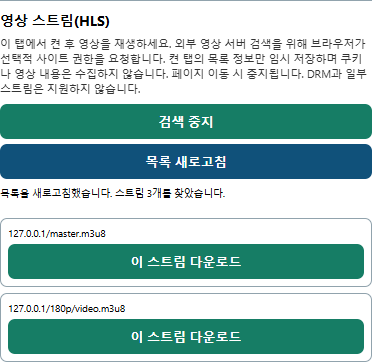 영상 스트림(HLS)
이 탭에서 켠 후 영상을 재생하세요. 외부 영상 서버 검색을 위해 브라우저가
선택적 사이트 권한을 요청합니다. 켠 탭의 목록 정보만 임시 저장하며 쿠키
나 영상 내용은 수집하지 않습니다. 페이지 이동 시 중지됩니다. DRM과 일부
스트림은 지원하지 않습니다.
검색 중지
목록 새로고침
목록을 새로고침했습니다. 스트림 3개를 찾았습니다.
127.0.0.1/master.m3u8
이 스트림 다운로드
127.0.0.1/180p/video.m3u8
이 스트림 다운로드